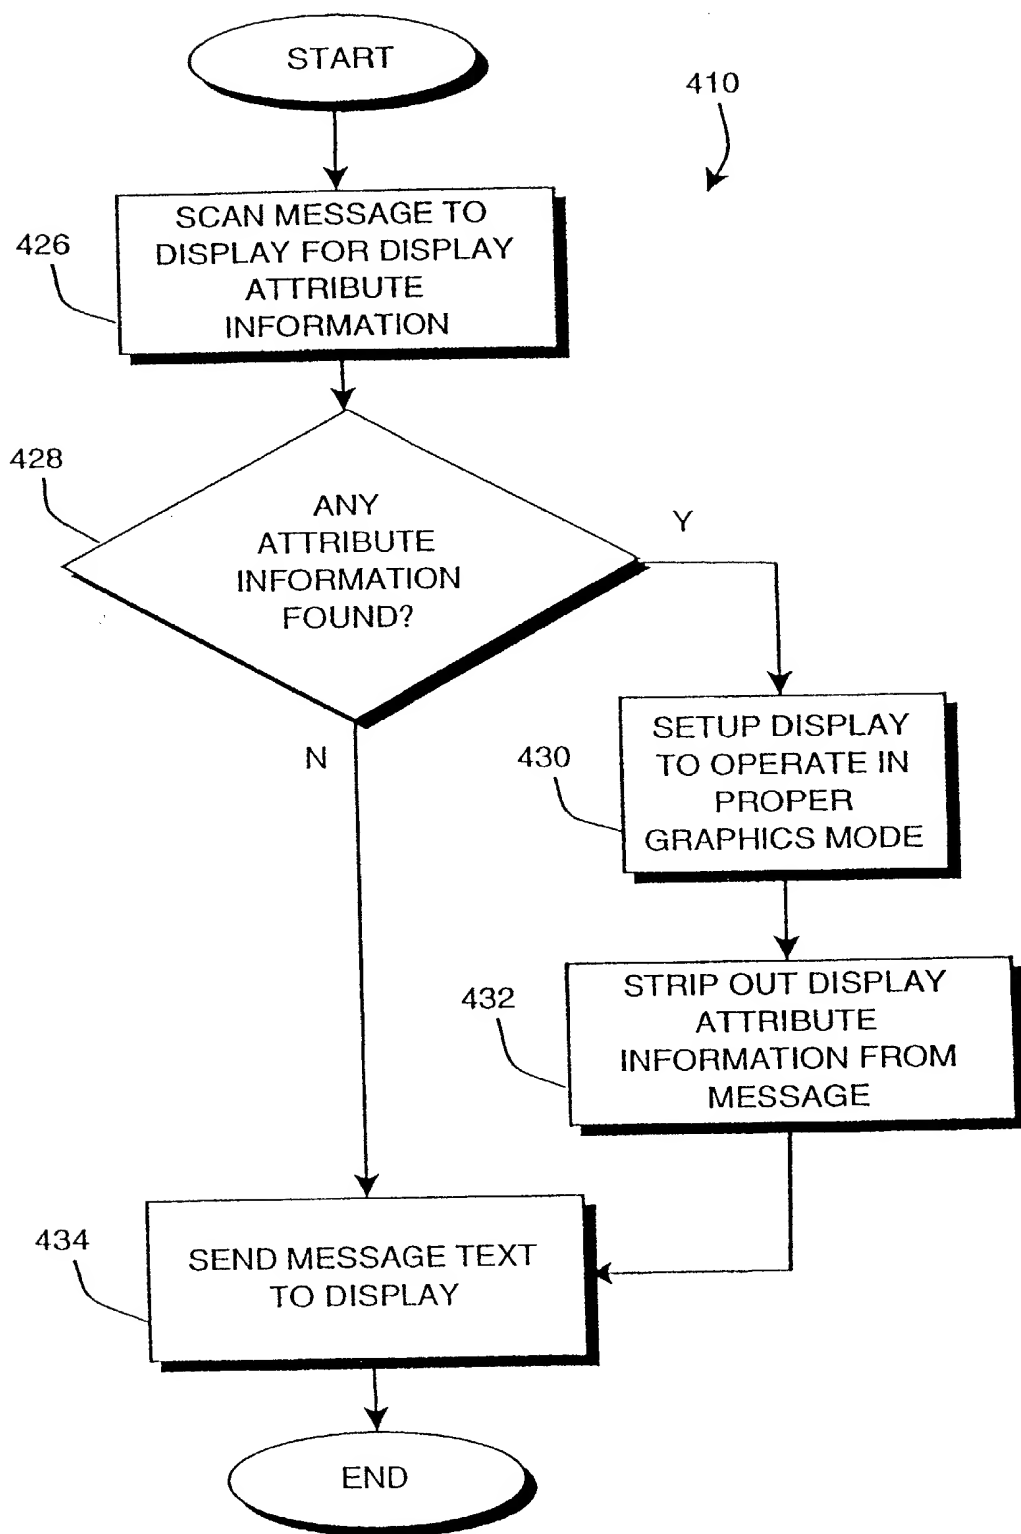 START
410
SCAN MESSAGE TO
DISPLAY FOR DISPLAY
ATTRIBUTE
INFORMATION
426
428
ANY
ATTRIBUTE
INFORMATION
FOUND?
Y
N
SETUP DISPLAY
TO OPERATE IN
PROPER
GRAPHICS MODE
430
STRIP OUT DISPLAY
ATTRIBUTE
INFORMATION FROM
MESSAGE
432
434
SEND MESSAGE TEXT
TO DISPLAY
END